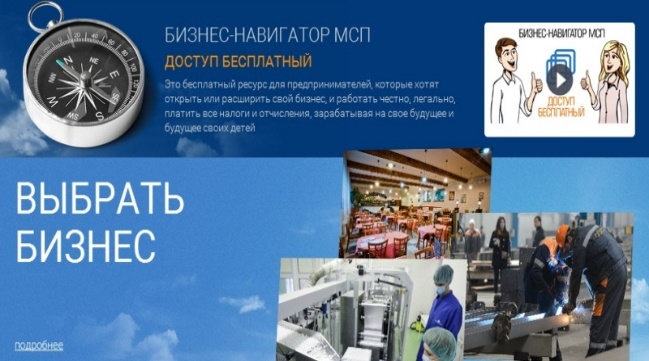 БИЗНЕС-НАВИГАТОР МСП
ДОСТУП БЕСПЛАТНЫЙ
Это бесплатный ресурс для предпринимателей, которые хотят
открыть или расширить свой бизнес, и работать честно, легально,
платить все налоги и отчисления, зарабатывая на свое будущее и
будущее своих детей
БИЗНЕС-НАВИГАТОР МСП
ДОСТУП
БЕСПЛАТНЫЙ
N
NE
E
SW
W
ВЫБРАТЬ
БИЗНЕС
подробнее